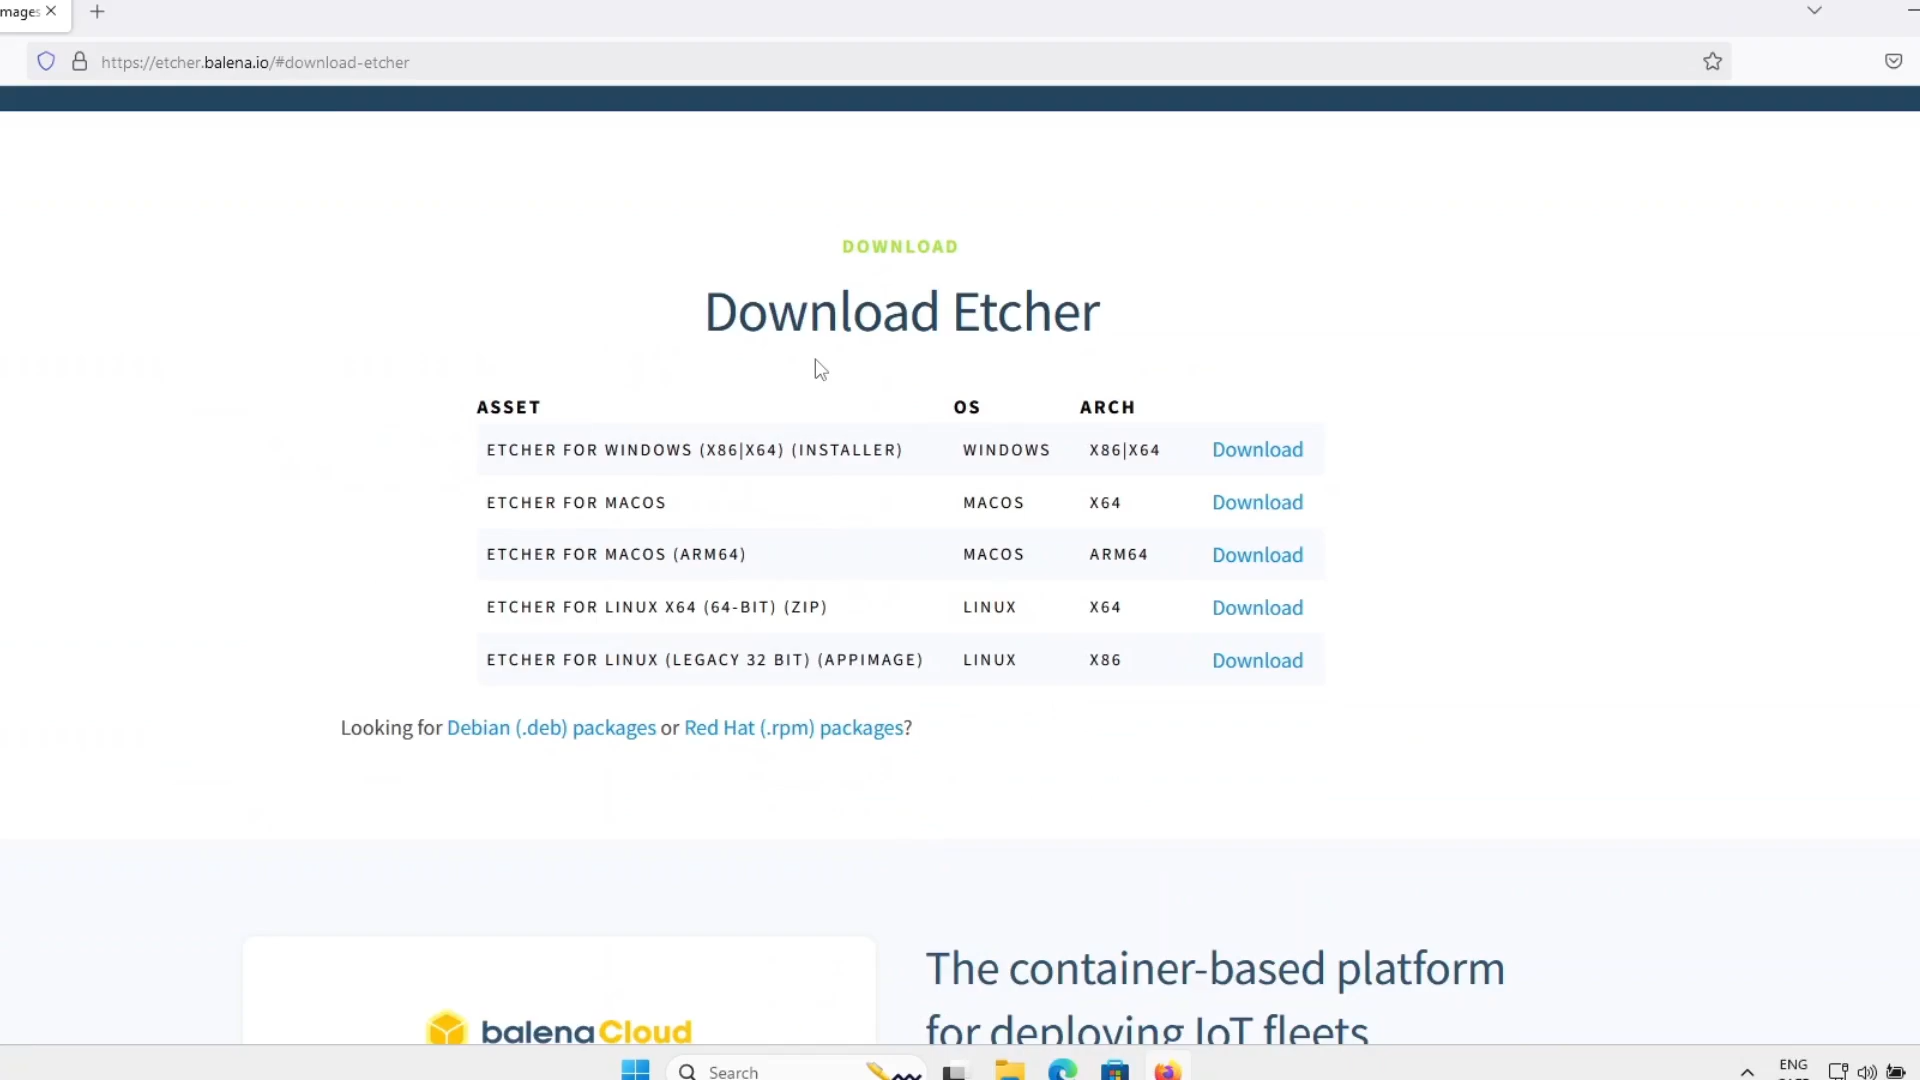 mages
https://etcher.balena.io/#download-etcher
DOWNLOAD
Download Etcher
ASSET OS ARCH
ETCHER FOR WINDOWS (X86|X64) (INSTALLER) WINDOWS X86|X64 Download
ETCHER FOR MACOS MACOS X64 Download
ETCHER FOR MACOS (ARM64) MACOS ARM64 Download
ETCHER FOR LINUX X64 (64-BIT) (ZIP) LINUX X64 Download
ETCHER FOR LINUX (LEGACY 32 BIT) (APPIMAGE) LINUX X86 Download
Looking for Debian (.deb) packages or Red Hat (.rpm) packages?
balenaCloud
The container-based platform
for deploying IoT fleets
Search
ENG